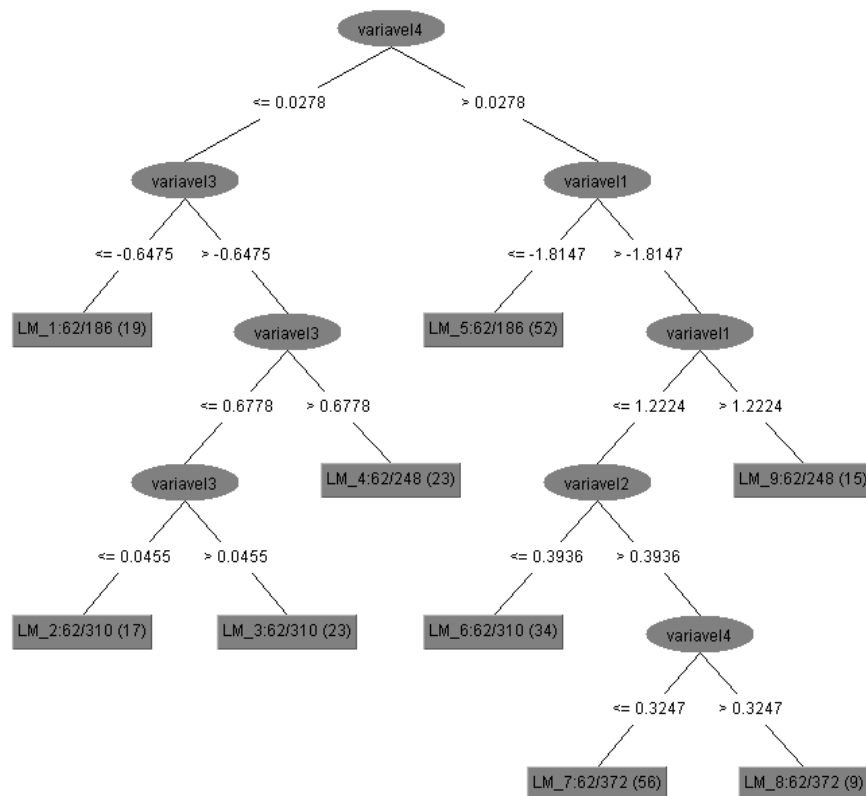 variavel4
<= 0.0278 > 0.0278
variavel3 variavel1
<= -0.6475 > -0.6475 <= -1.8147 > -1.8147
LM_1:62/186 (19) variavel3 LM_5:62/186 (52) variavel1
<= 0.6778 > 0.6778 <= 1.2224 > 1.2224
variavel3 LM_4:62/248 (23) variavel2 LM_9:62/248 (15)
<= 0.0455 > 0.0455 <= 0.3936 > 0.3936
LM_2:62/310 (17) LM_3:62/310 (23) LM_6:62/310 (34) variavel4
<= 0.3247 > 0.3247
LM_7:62/372 (56) LM_8:62/372 (9)